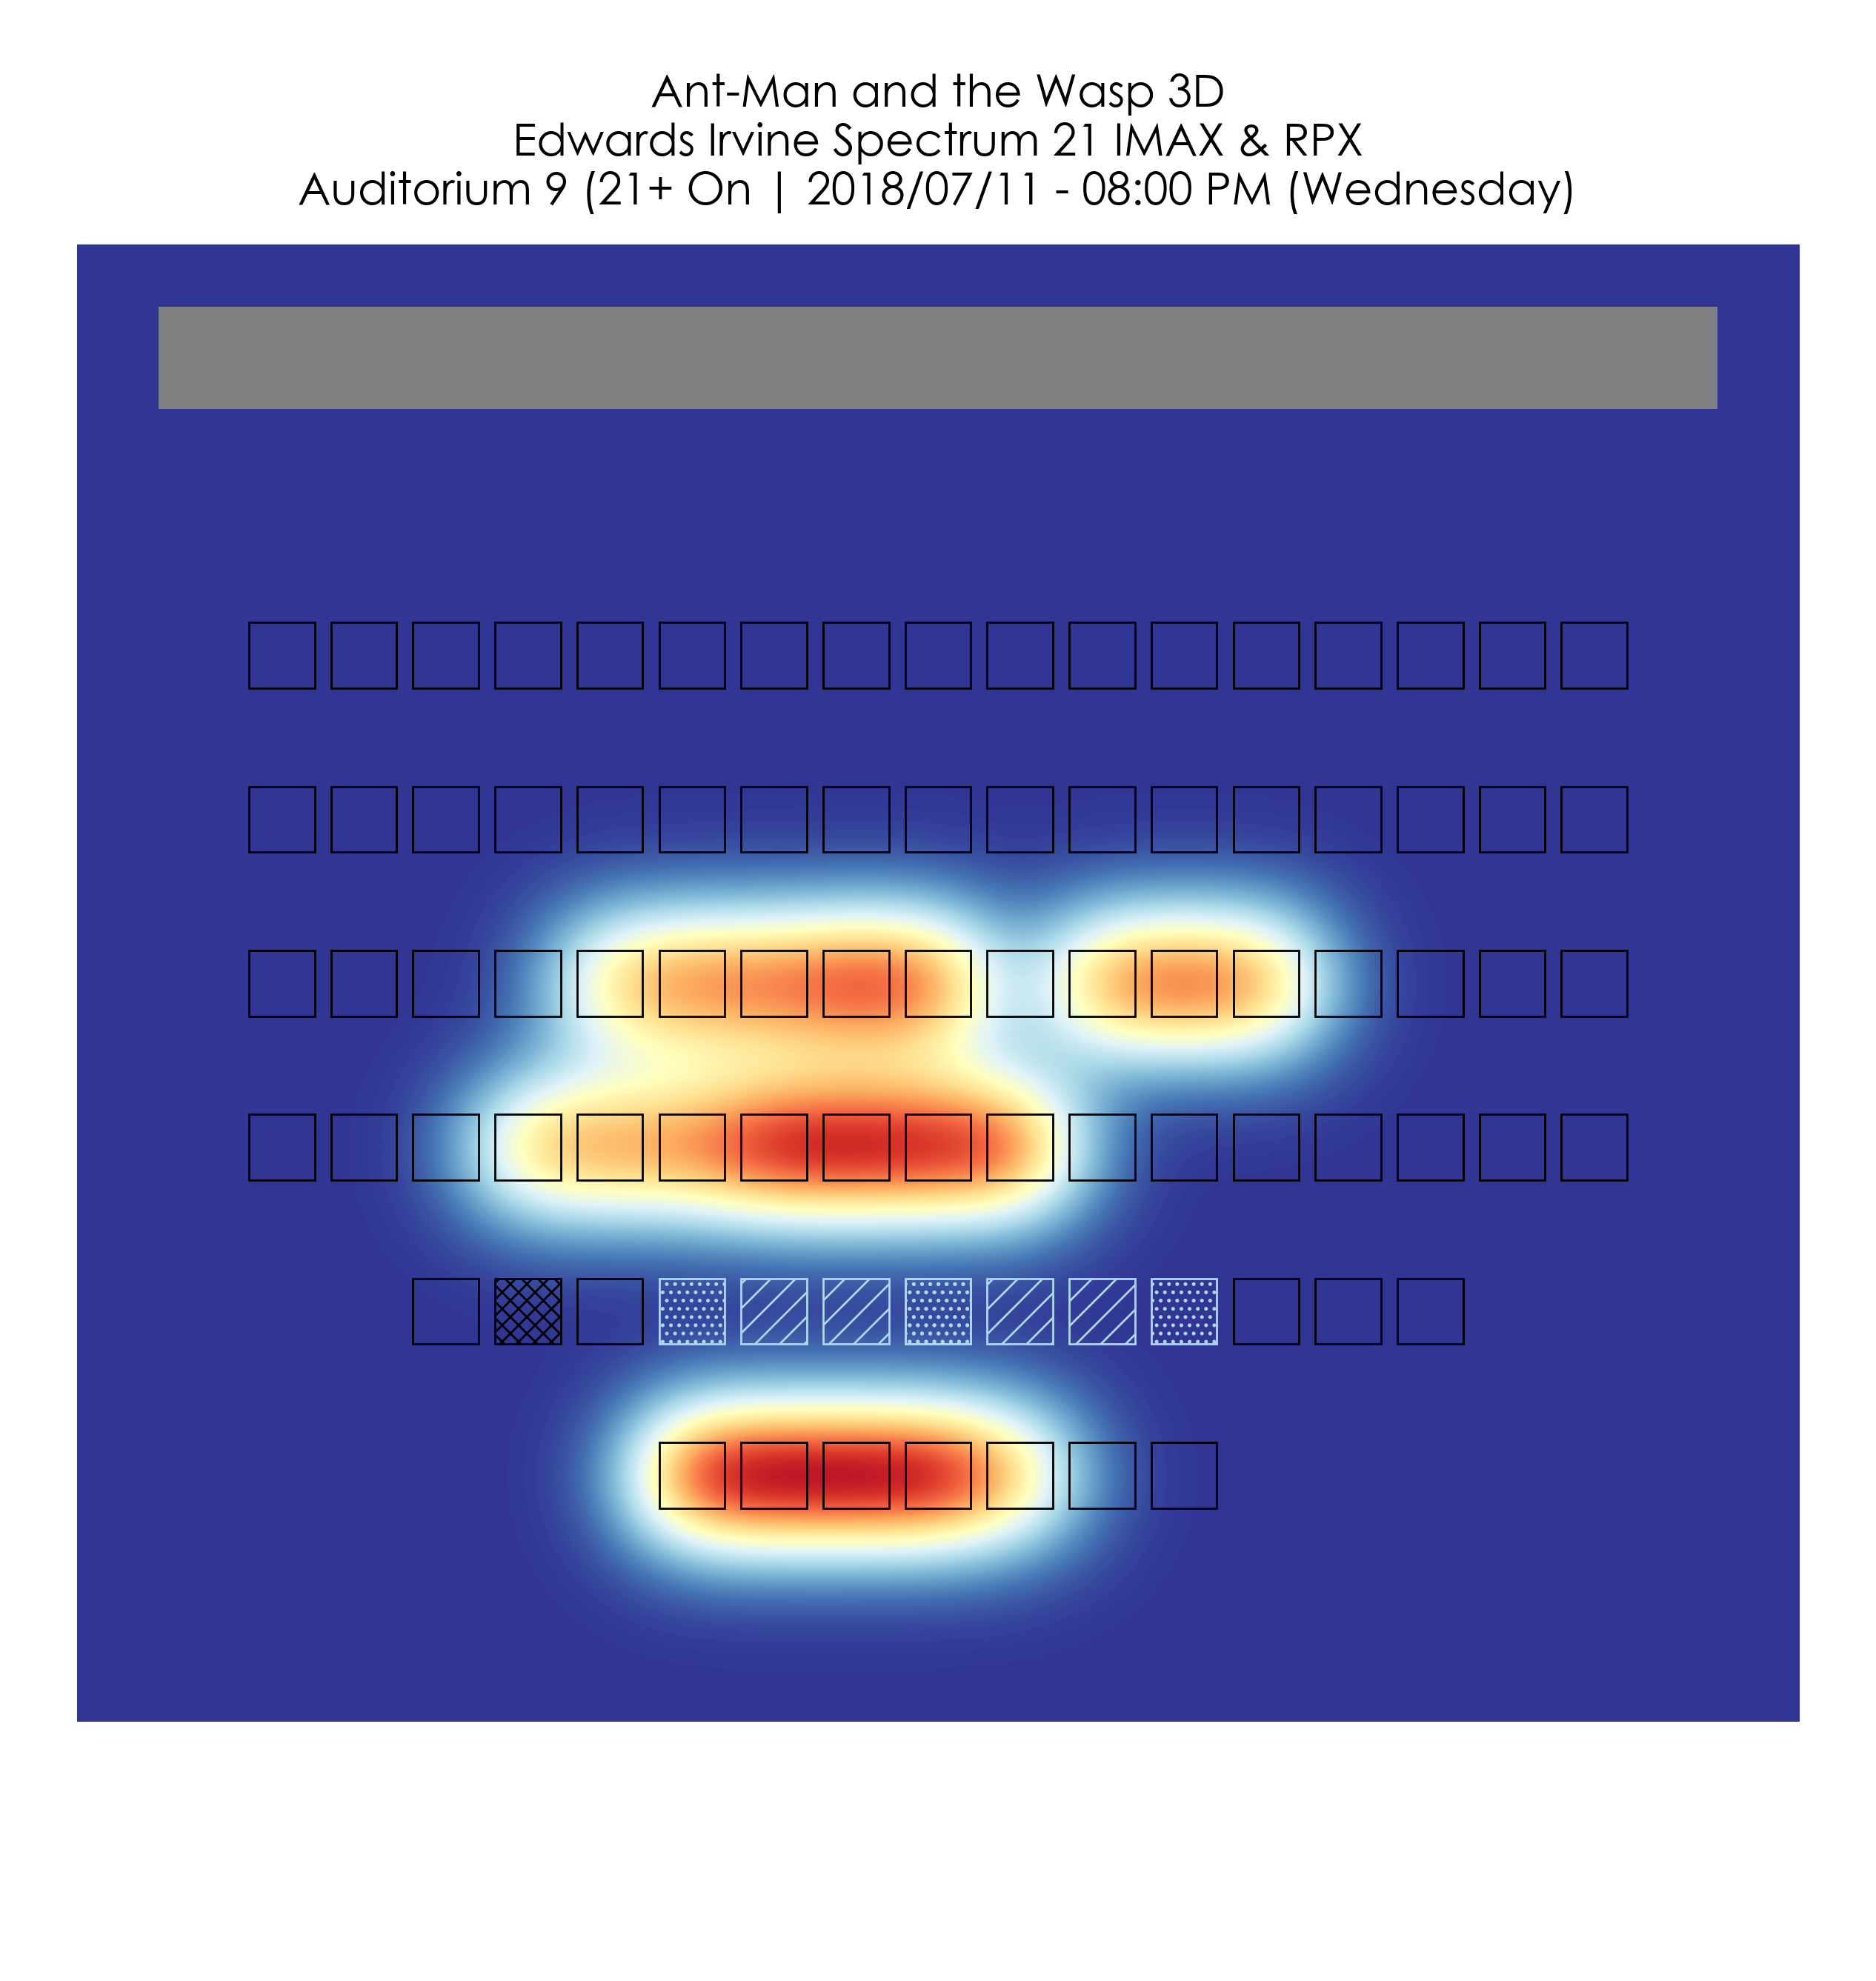 Ant-Man and the Wasp 3D
Edwards Irvine Spectrum 21 IMAX & RPX
Auditorium 9 (21+ On | 2018/07/11 - 08:00 PM (Wednesday)